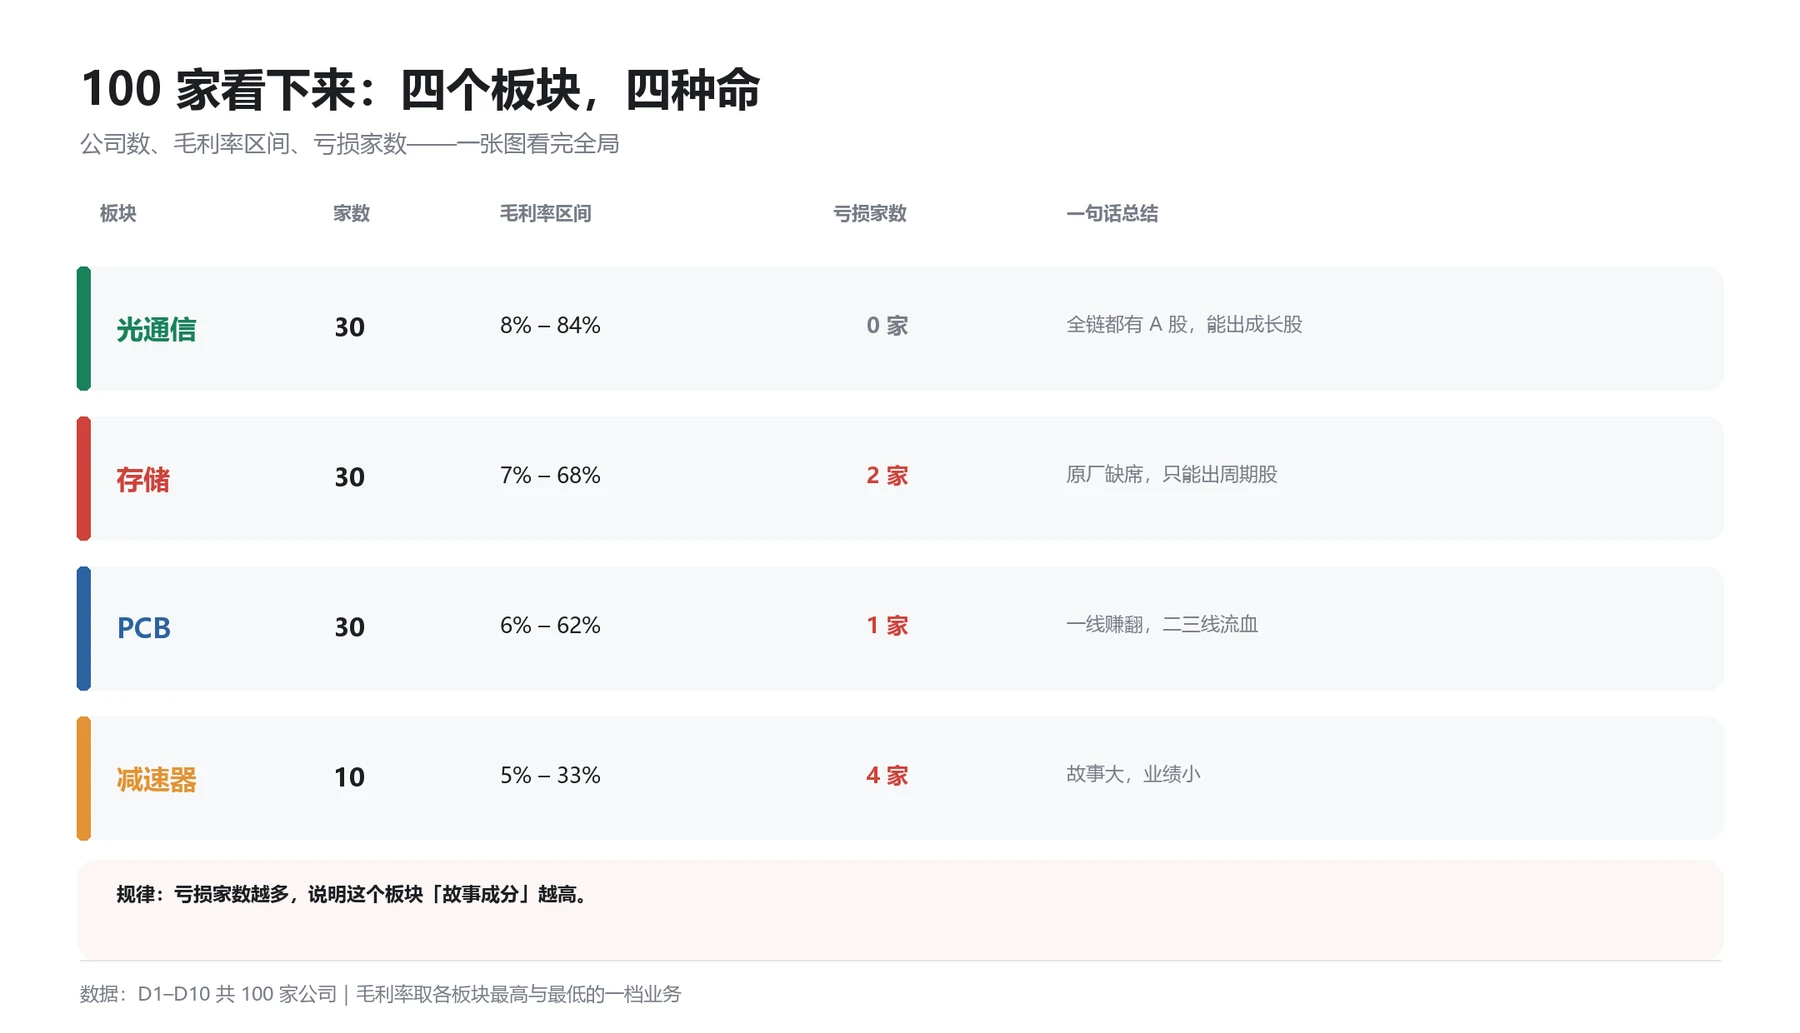 100 家看下来：四个板块，四种命
公司数、毛利率区间、亏损家数——一张图看完全局
板块 家数 毛利率区间 亏损家数 一句话总结
光通信 30 8% – 84% 0 家 全链都有 A 股，能出成长股
存储 30 7% – 68% 2 家 原厂缺席，只能出周期股
PCB 30 6% – 62% 1 家 一线赚翻，二三线流血
减速器 10 5% – 33% 4 家 故事大，业绩小
规律：亏损家数越多，说明这个板块「故事成分」越高。
数据：D1–D10 共 100 家公司 | 毛利率取各板块最高与最低的一档业务